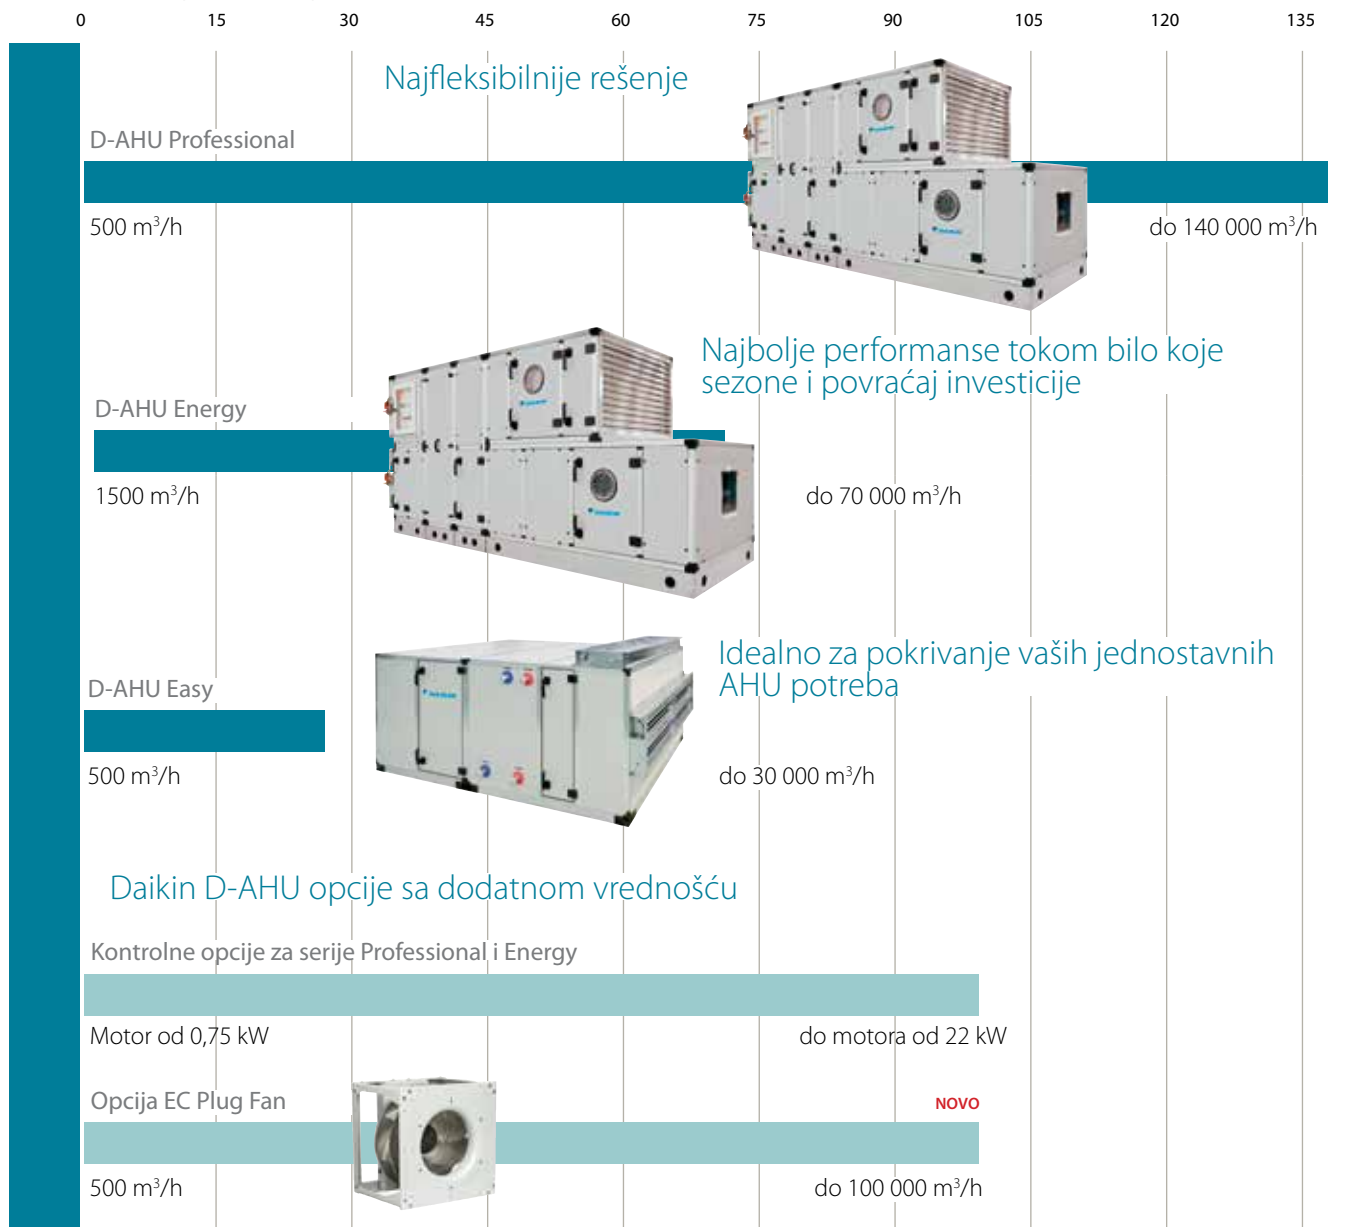 0 15 30 45 60 75 90 105 120 135
Najfleksibilnije rešenje
D-AHU Professional
500 m³/h
do 140 000 m³/h
Najbolje performanse tokom bilo koje
sezone i povraćaj investicije
D-AHU Energy
1500 m³/h
do 70 000 m³/h
Idealno za pokrivanje vaših jednostavnih
AHU potreba
D-AHU Easy
500 m³/h
do 30 000 m³/h
Daikin D-AHU opcije sa dodatnom vrednošću
Kontrolne opcije za serije Professional i Energy
Motor od 0,75 kW
do motora od 22 kW
Opcija EC Plug Fan
NOVO
500 m³/h
do 100 000 m³/h